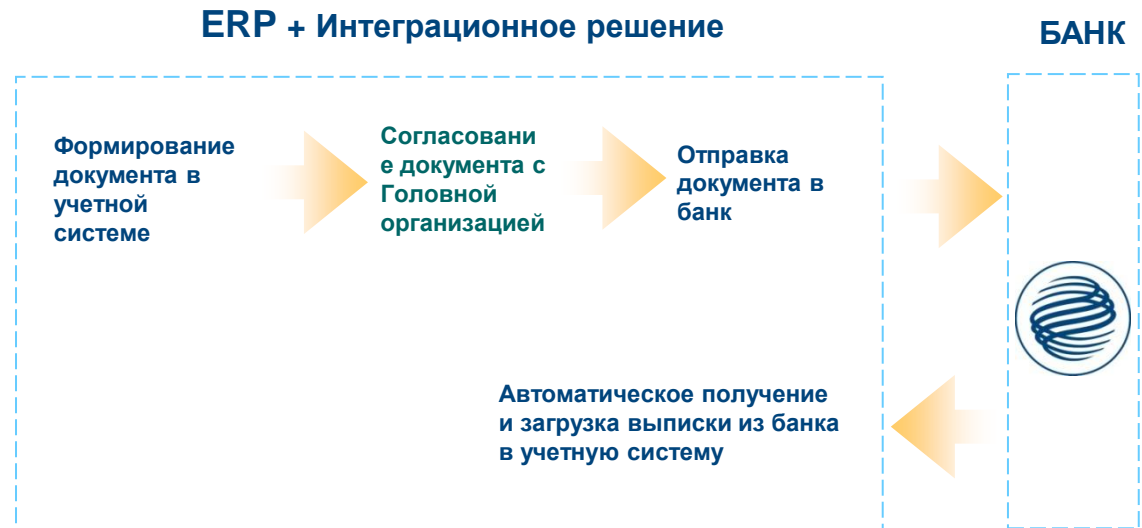 ERP + Интеграционное решение
БАНК
Формирование
документа в
учетной
системе
Согласовани
е документа с
Головной
организацией
Отправка
документа в
банк
Автоматическое получение
и загрузка выписки из банка
в учетную систему